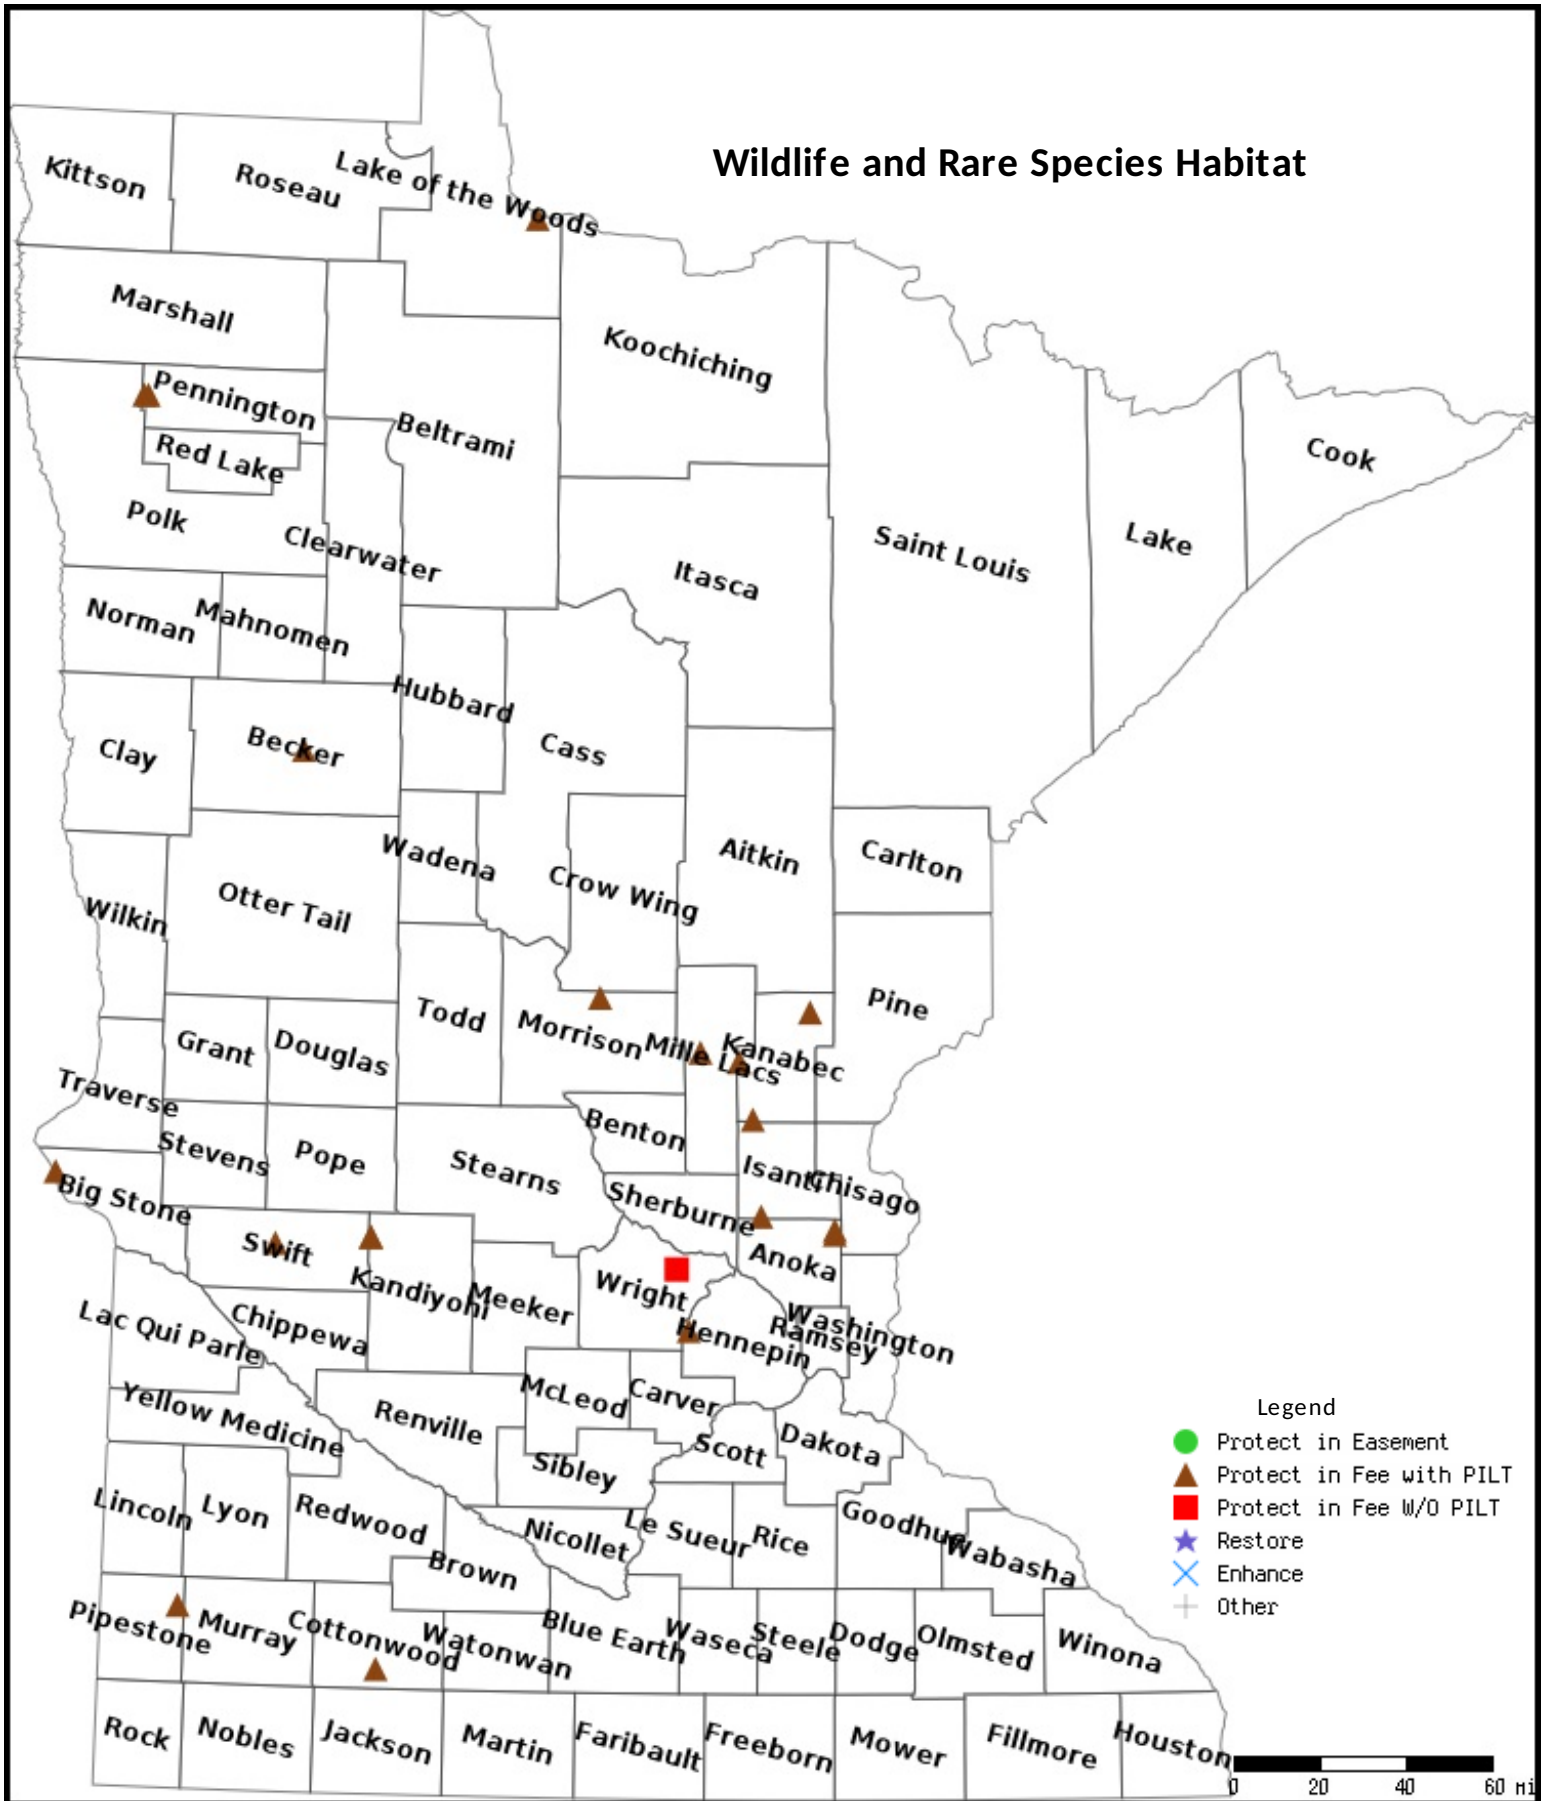 Wildlife and Rare Species Habitat
Kittson
Roseau
Lake of the Woods
Marshall
Koochiching
Pennington
Beltrami
Red Lake
Cook
Polk
Clearwater
Saint Louis
Lake
Itasca
Norman
Mahnomen
Hubbard
Clay
Becker
Cass
Wadena
Aitkin
Carlton
Otter Tail
Crow Wing
Wilkin
Todd
Morrison
Pine
Grant
Douglas
Mille Lacs
Kanabec
Traverse
Benton
Stevens
Pope
Stearns
Isanti
Chisago
Big Stone
Sherburne
Swift
Anoka
Kandiyohi
Meeker
Wright
Lac Qui Parle
Chippewa
Hennepin
Ramsey
Washington
McLeod
Carver
Yellow Medicine
Renville
Scott
Dakota
Legend
Protect in Easement
Protect in Fee with PILT
Protect in Fee W/O PILT
Restore
Enhance
Other
Sibley
Lincoln
Lyon
Redwood
Nicollet
Le Sueur
Rice
Goodhue
Wabasha
Brown
Pipestone
Murray
Cottonwood
Watonwan
Blue Earth
Waseca
Steele
Dodge
Olmsted
Winona
Rock
Nobles
Jackson
Martin
Faribault
Freeborn
Mower
Fillmore
Houston
0 20 40 60 mi